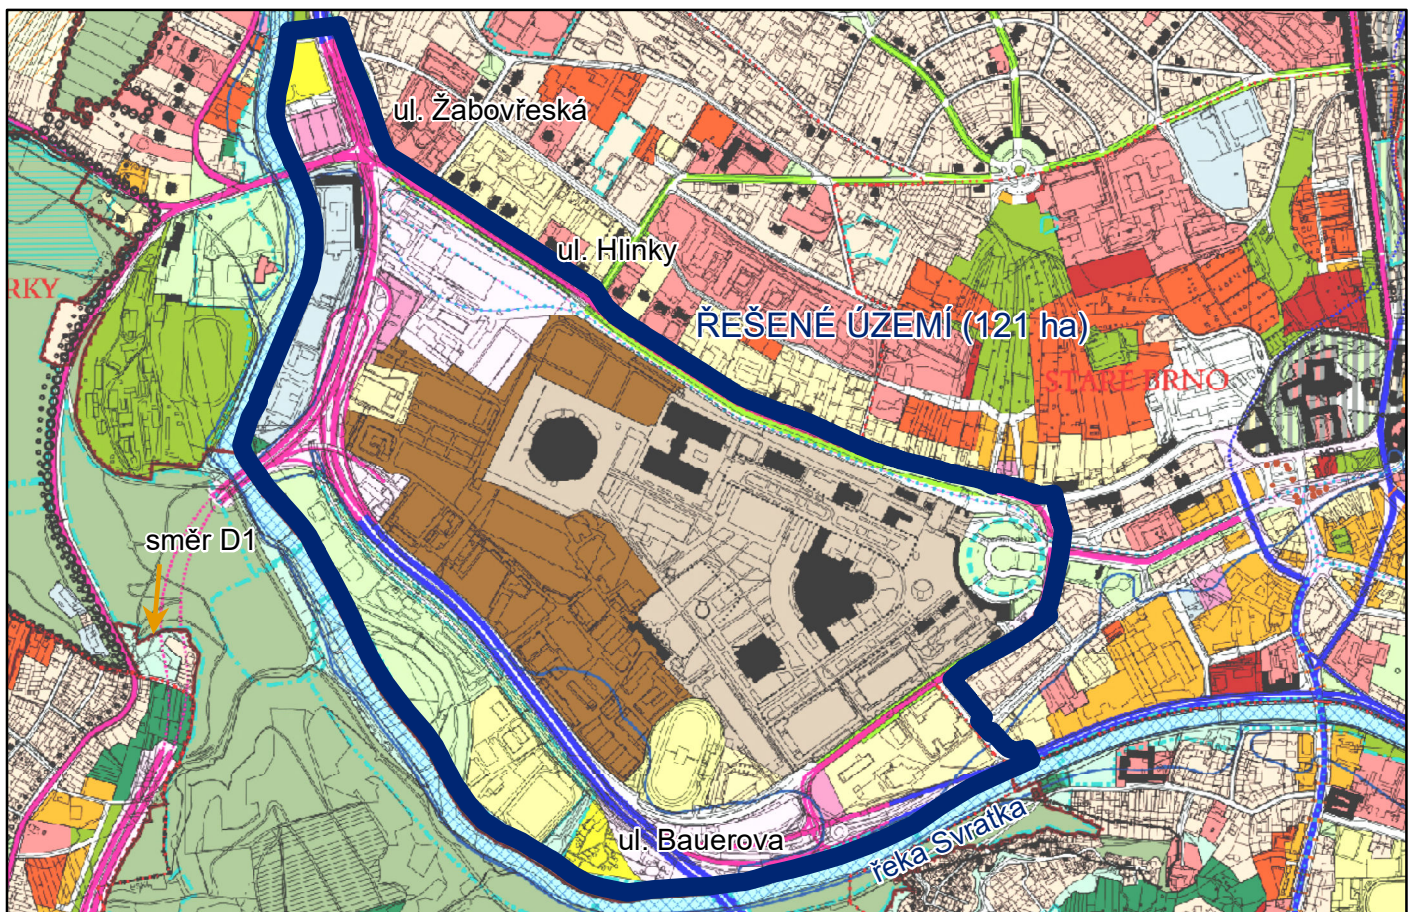 ul. Žabovřeská
ul. Hlinky
RKY
ŘEŠENÉ ÚZEMÍ (121 ha)
STARÉ BRNO
směr D1
ul. Bauerova
řeka Svratka